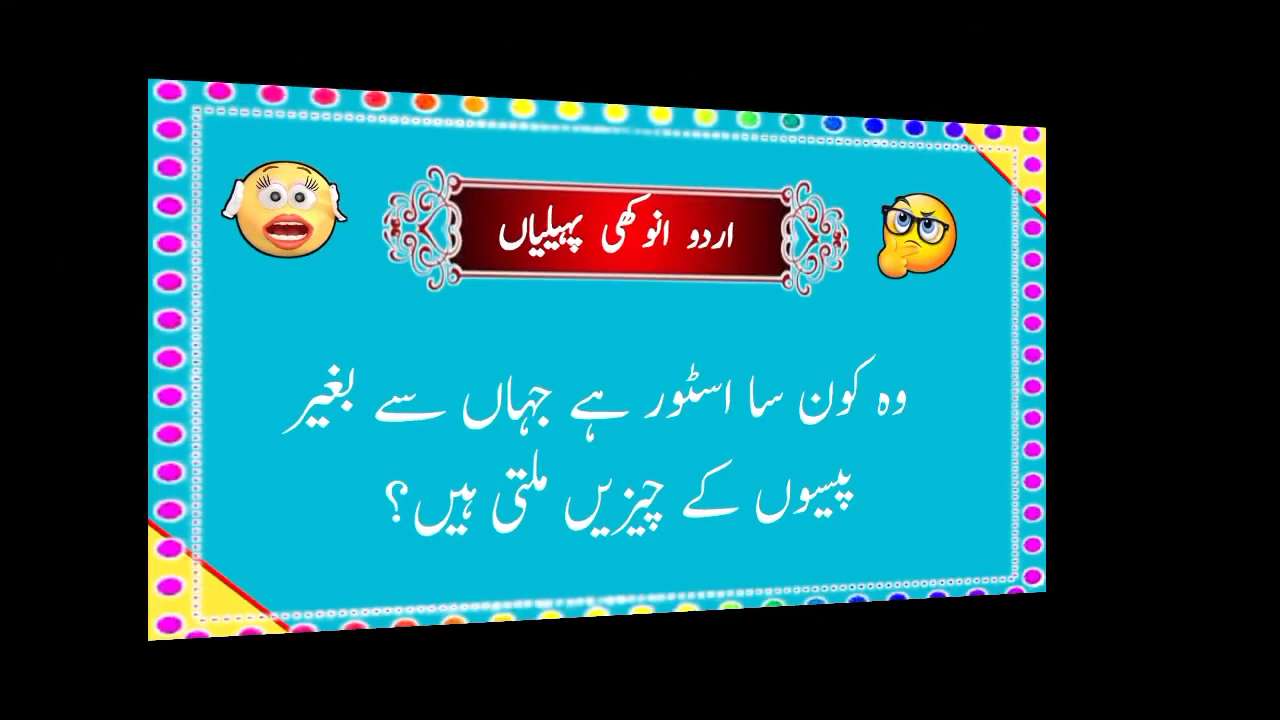 اردو انوکھی پہیلیاں
وہ کون سا اسٹور ہے جہاں سے بغیر
پیسوں کے چیزیں ملتی ہیں؟